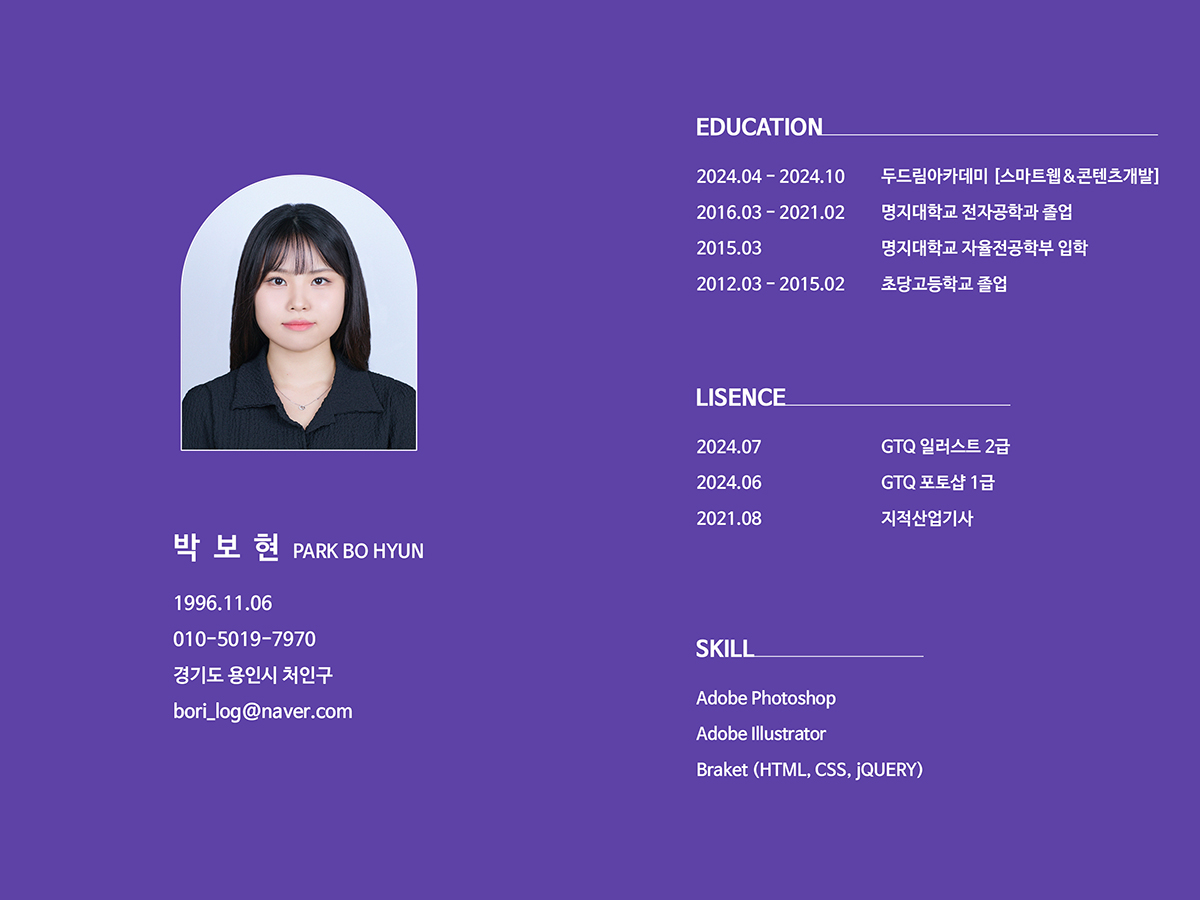 박 보 현 PARK BO HYUN
1996.11.06
010-5019-7970
경기도 용인시 처인구
bori_log@naver.com
EDUCATION
2024.04 - 2024.10 두드림아카데미 [스마트웹&콘텐츠개발]
2016.03 - 2021.02 명지대학교 전자공학과 졸업
2015.03 명지대학교 자율전공학부 입학
2012.03 - 2015.02 초당고등학교 졸업
LISENCE
2024.07 GTQ 일러스트 2급
2024.06 GTQ 포토샵 1급
2021.08 지적산업기사
SKILL
Adobe Photoshop
Adobe Illustrator
Braket (HTML, CSS, jQUERY)